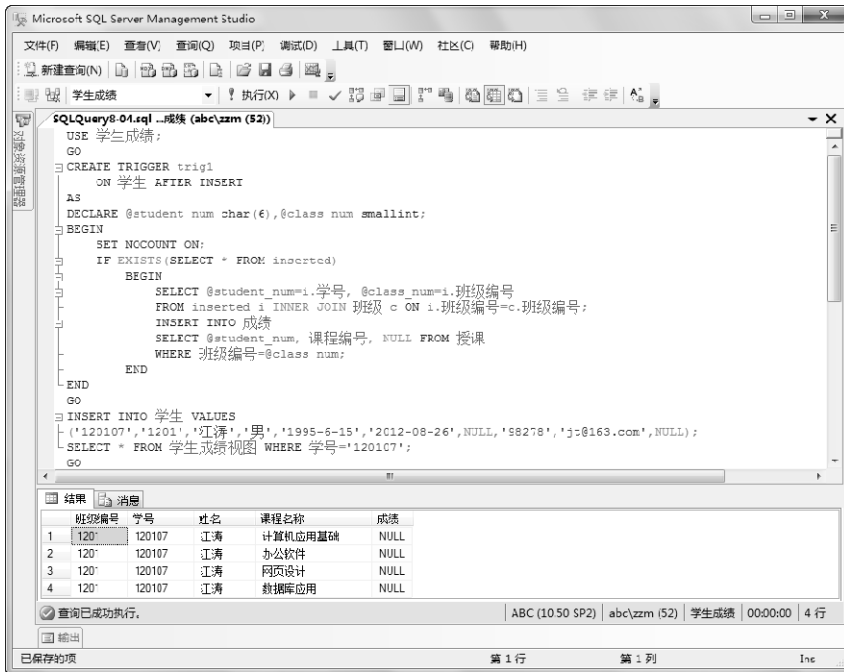 Microsoft SQL Server Management Studio
文件(F) 编辑(E) 查看(V) 查询(Q) 项目(P) 调试(D) 工具(T) 窗口(W) 社区(C) 帮助(H)
新建查询(N)
学生成绩 执行(X)
对象资源管理器
SQLQuery8-04.sql ...成绩 (abc\zzm (52))
USE 学生成绩;
GO
CREATE TRIGGER trig1
ON 学生 AFTER INSERT
AS
DECLARE @student_num char(6),@class_num smallint;
BEGIN
SET NOCOUNT ON;
IF EXISTS(SELECT * FROM inserted)
BEGIN
SELECT @student_num=i.学号, @class_num=i.班级编号
FROM inserted i INNER JOIN 班级 c ON i.班级编号=c.班级编号;
INSERT INTO 成绩
SELECT @student_num, 课程编号, NULL FROM 授课
WHERE 班级编号=@class_num;
END
END
GO
INSERT INTO 学生 VALUES
('120107','1201','江涛','男','1995-6-15','2012-08-26',NULL,'98278','jt@163.com',NULL);
SELECT * FROM 学生成绩视图 WHERE 学号='120107';
GO
结果 消息
班级编号 学号 姓名 课程名称 成绩
1 1201 120107 江涛 计算机应用基础 NULL
2 1201 120107 江涛 办公软件 NULL
3 1201 120107 江涛 网页设计 NULL
4 1201 120107 江涛 数据库应用 NULL
查询已成功执行。 ABC (10.50 SP2) abc\zzm (52) 学生成绩 00:00:00 4 行
输出
已保存的项 第 1 行 第 1 列 Ins